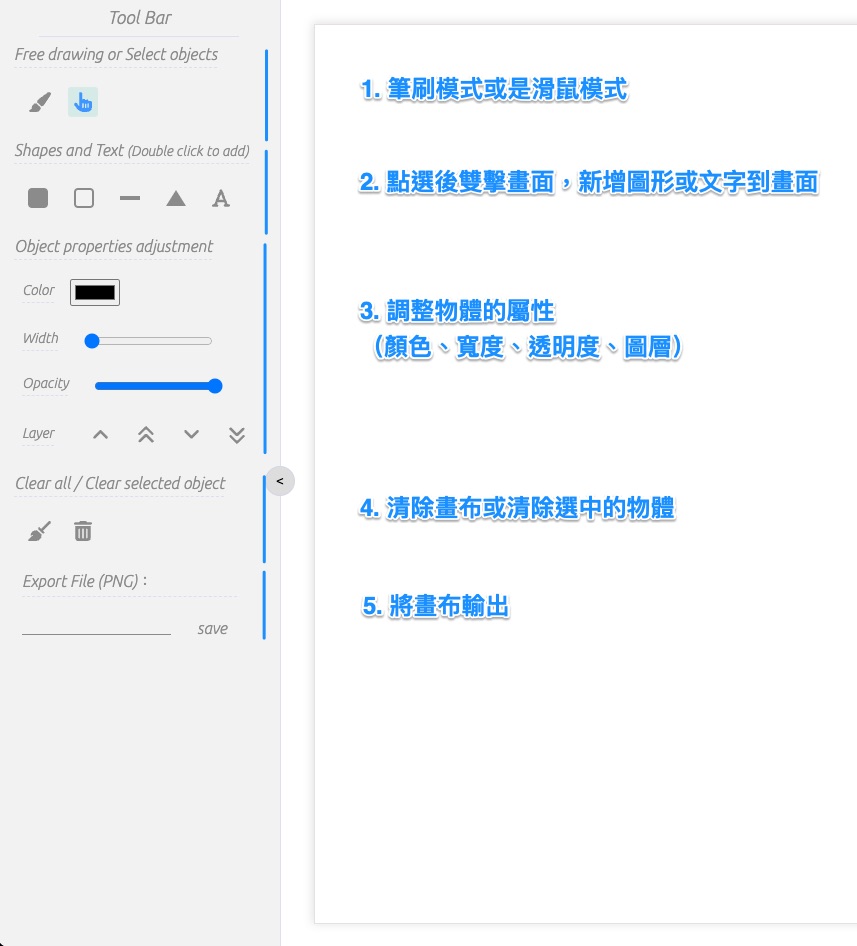 Tool Bar
Free drawing or Select objects
1. 筆刷模式或是滑鼠模式
Shapes and Text (Double click to add)
2. 點選後雙擊畫面，新增圖形或文字到畫面
A
Object properties adjustment
Color
3. 調整物體的屬性
（顏色、寬度、透明度、圖層）
Width
Opacity
Layer
Clear all / Clear selected object
<
4. 清除畫布或清除選中的物體
Export File (PNG)：
5. 將畫布輸出
save